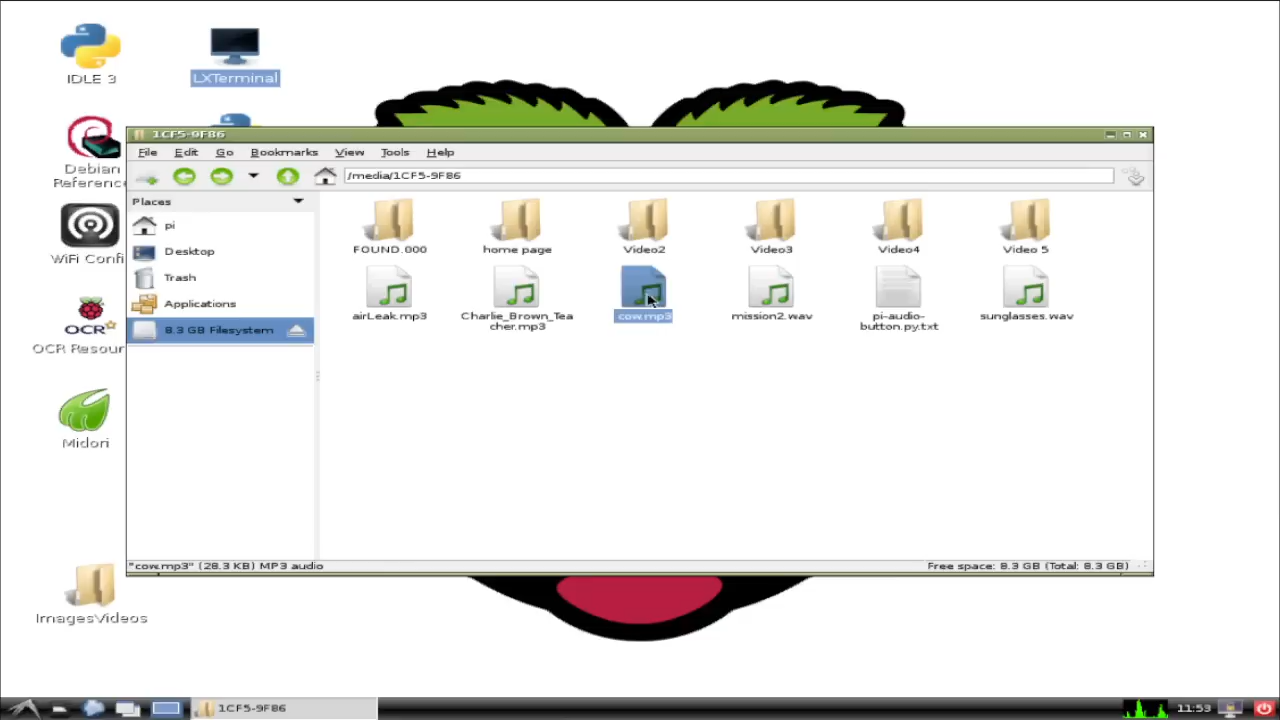 IDLE 3
LXTerminal
Debian
Reference
WiFi Confi
OCR
OCR Resour
Midori
ImagesVideos
1CF5-9F86
File Edit Go Bookmarks View Tools Help
/media/1CF5-9F86
Places
pi
Desktop
Trash
Applications
8.3 GB Filesystem
FOUND.000 home page Video2 Video3 Video4 Video 5
airLeak.mp3
Charlie_Brown_Tea
cher.mp3
cow.mp3
mission2.wav
pi-audio-
button.py.txt
sunglasses.wav
"cow.mp3" (28.3 KB) MP3 audio
Free space: 8.3 GB (Total: 8.3 GB)
1CF5-9F86
11:53